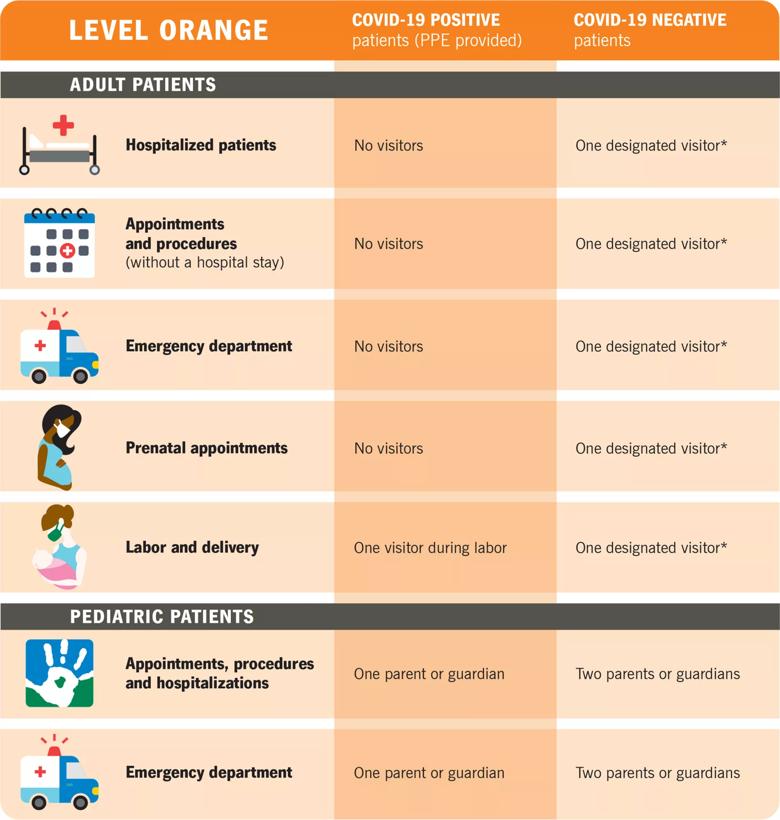 LEVEL ORANGE
COVID-19 POSITIVE
patients (PPE provided)
COVID-19 NEGATIVE
patients
ADULT PATIENTS
Hospitalized patients
No visitors
One designated visitor*
Appointments
and procedures
(without a hospital stay)
No visitors
One designated visitor*
Emergency department
No visitors
One designated visitor*
Prenatal appointments
No visitors
One designated visitor*
Labor and delivery
One visitor during labor
One designated visitor*
PEDIATRIC PATIENTS
Appointments, procedures
and hospitalizations
One parent or guardian
Two parents or guardians
Emergency department
One parent or guardian
Two parents or guardians